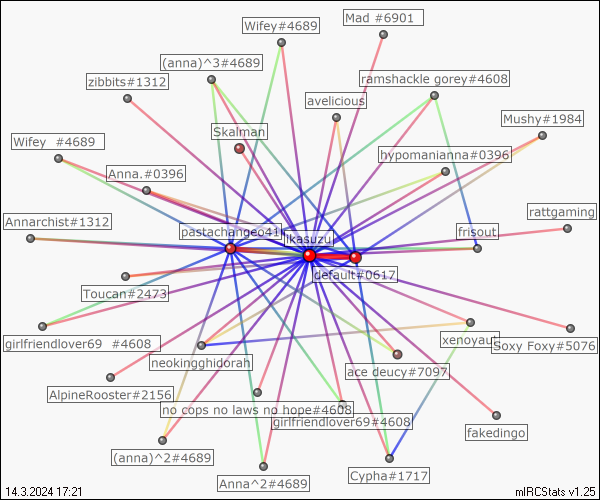 Mad #6901
Wifey#4689
(anna)^3#4689
ramshackle gorey#4608
zibbits#1312
avelicious
Mushy#1984
Skalman
Wifey #4689
hypomanianna#0396
Anna.#0396
rattgaming
Annarchist#1312
pastachangeo41
ikasuzu
frisout
default#0617
Toucan#2473
girlfriendlover69 #4608
xenoyaut
Soxy Foxy#5076
neokingghidorah
ace deucy#7097
AlpineRooster#2156
no cops no laws no hope#4608
girlfriendlover69#4608
fakedingo
(anna)^2#4689
Anna^2#4689
Cypha#1717
14.3.2024 17:21
mIRCStats v1.25